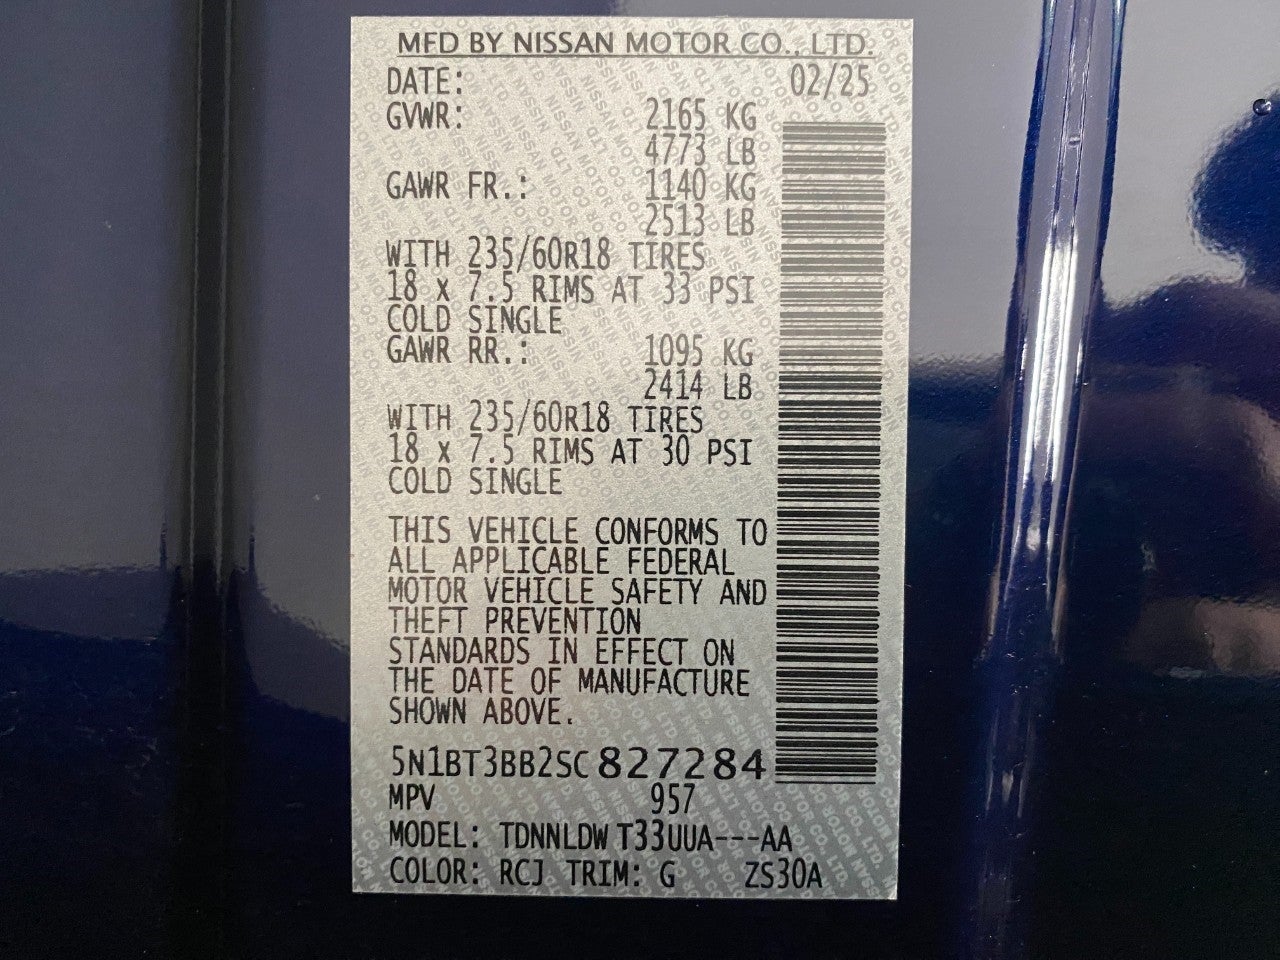 MFD BY NISSAN MOTOR CO., LTD.
DATE: 02/25
GVWR: 2165 KG
4773 LB
GAWR FR.: 1140 KG
2513 LB
WITH 235/60R18 TIRES
18 x 7.5 RIMS AT 33 PSI
COLD SINGLE
GAWR RR.: 1095 KG
2414 LB
WITH 235/60R18 TIRES
18 x 7.5 RIMS AT 30 PSI
COLD SINGLE
THIS VEHICLE CONFORMS TO
ALL APPLICABLE FEDERAL
MOTOR VEHICLE SAFETY AND
THEFT PREVENTION
STANDARDS IN EFFECT ON
THE DATE OF MANUFACTURE
SHOWN ABOVE.
5N1BT3BB2SC827284
MPV 957
MODEL: TDNNLDW T33UUA---AA
COLOR: RCJ TRIM: G ZS30A